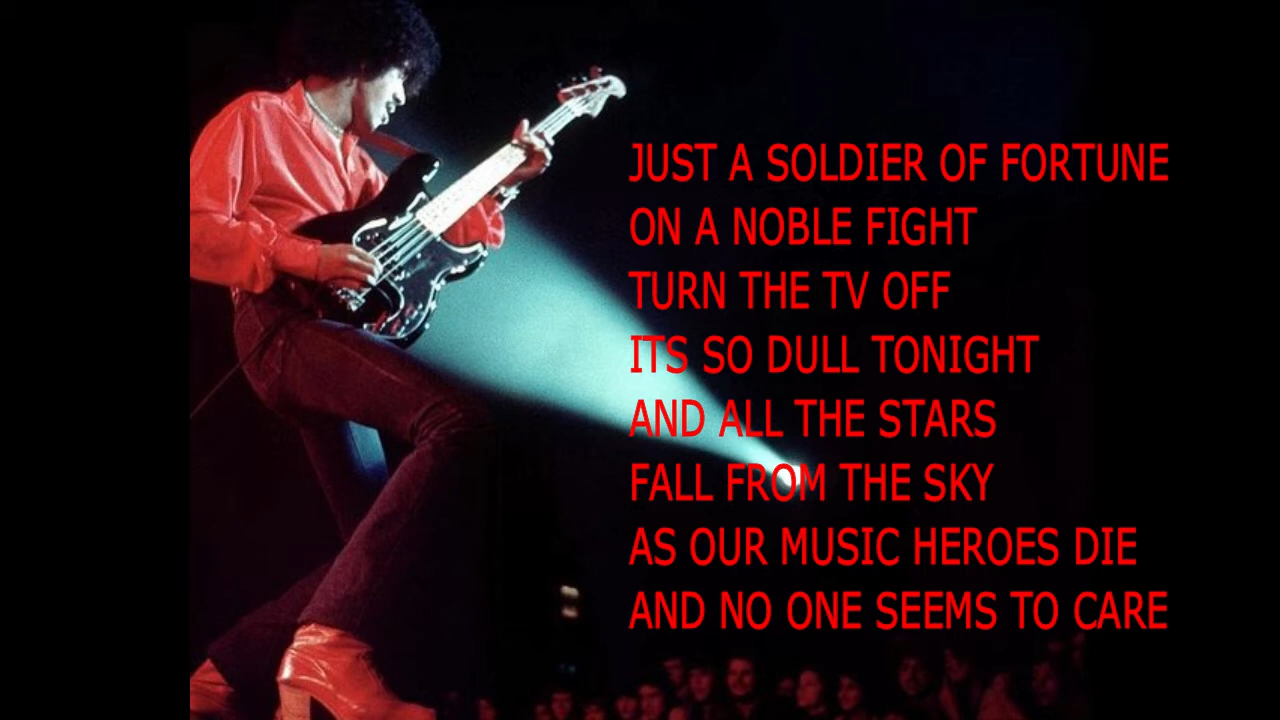 JUST A SOLDIER OF FORTUNE
ON A NOBLE FIGHT
TURN THE TV OFF
ITS SO DULL TONIGHT
AND ALL THE STARS
FALL FROM THE SKY
AS OUR MUSIC HEROES DIE
AND NO ONE SEEMS TO CARE